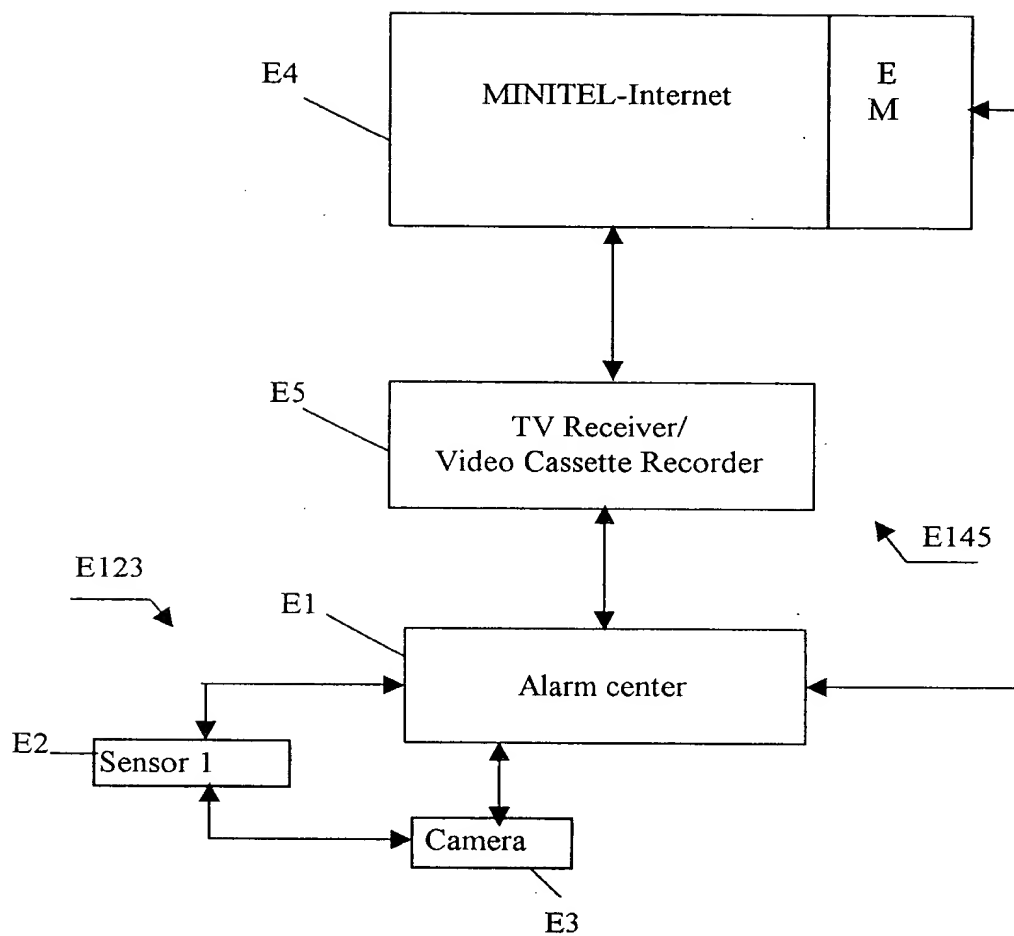 E4
MINITEL-Internet
E
M
E5
TV Receiver/
Video Cassette Recorder
E145
E123
E1
Alarm center
E2
Sensor 1
Camera
E3